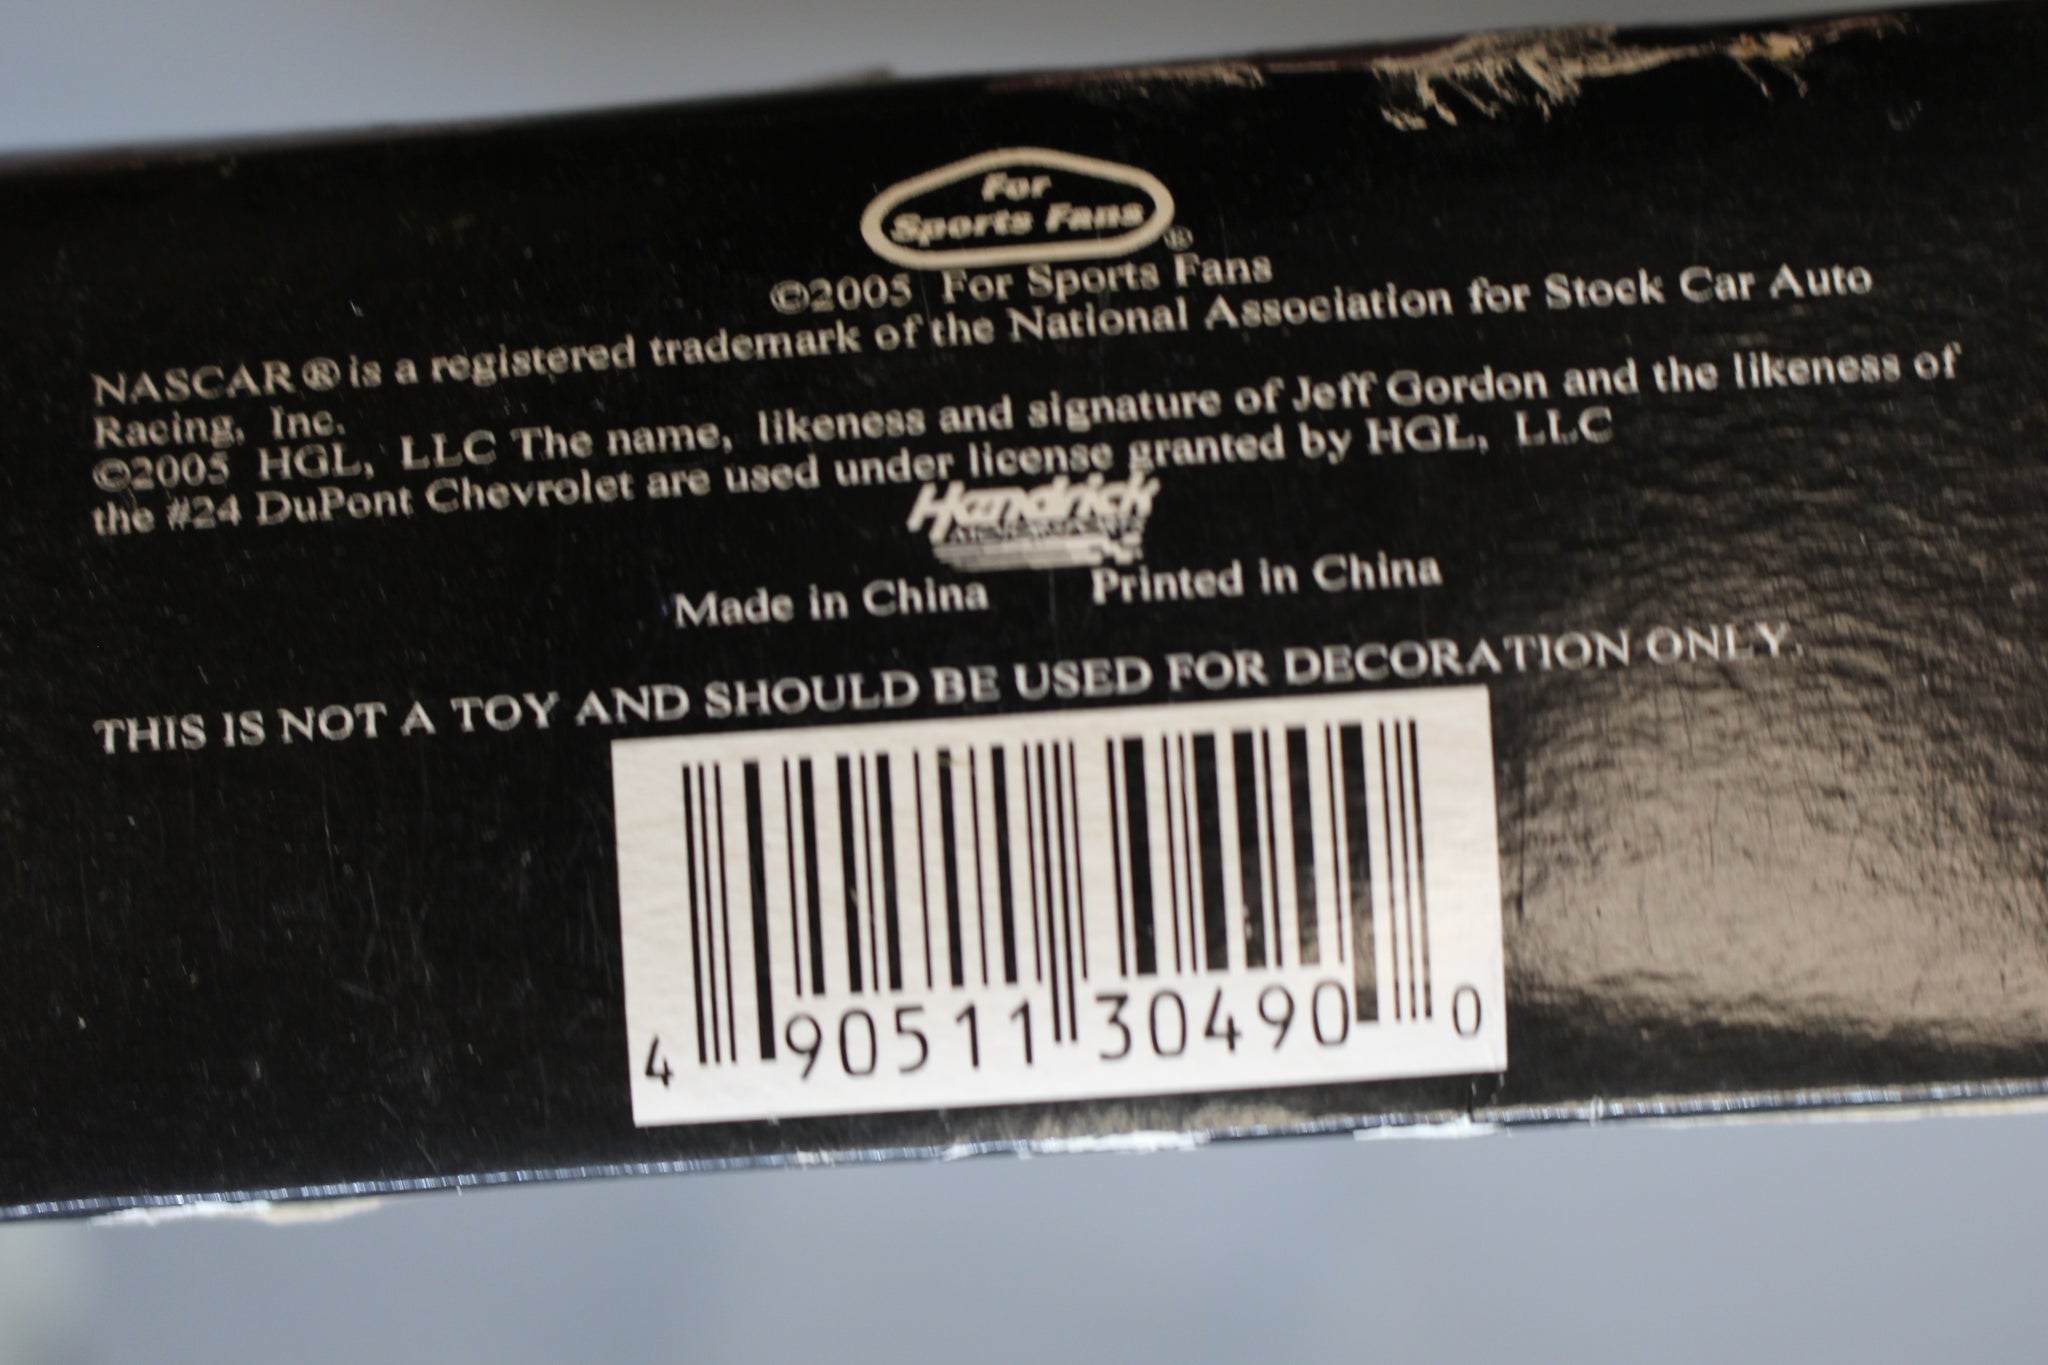 For
Sports Fans
®
©2005 For Sports Fans
NASCAR® is a registered trademark of the National Association for Stock Car Auto
Racing, Inc.
©2005 HGL, LLC The name, likeness and signature of Jeff Gordon and the likeness of
the #24 DuPont Chevrolet are used under license granted by HGL, LLC
Hendrick
Made in China Printed in China
THIS IS NOT A TOY AND SHOULD BE USED FOR DECORATION ONLY.
4 90511 30490 0